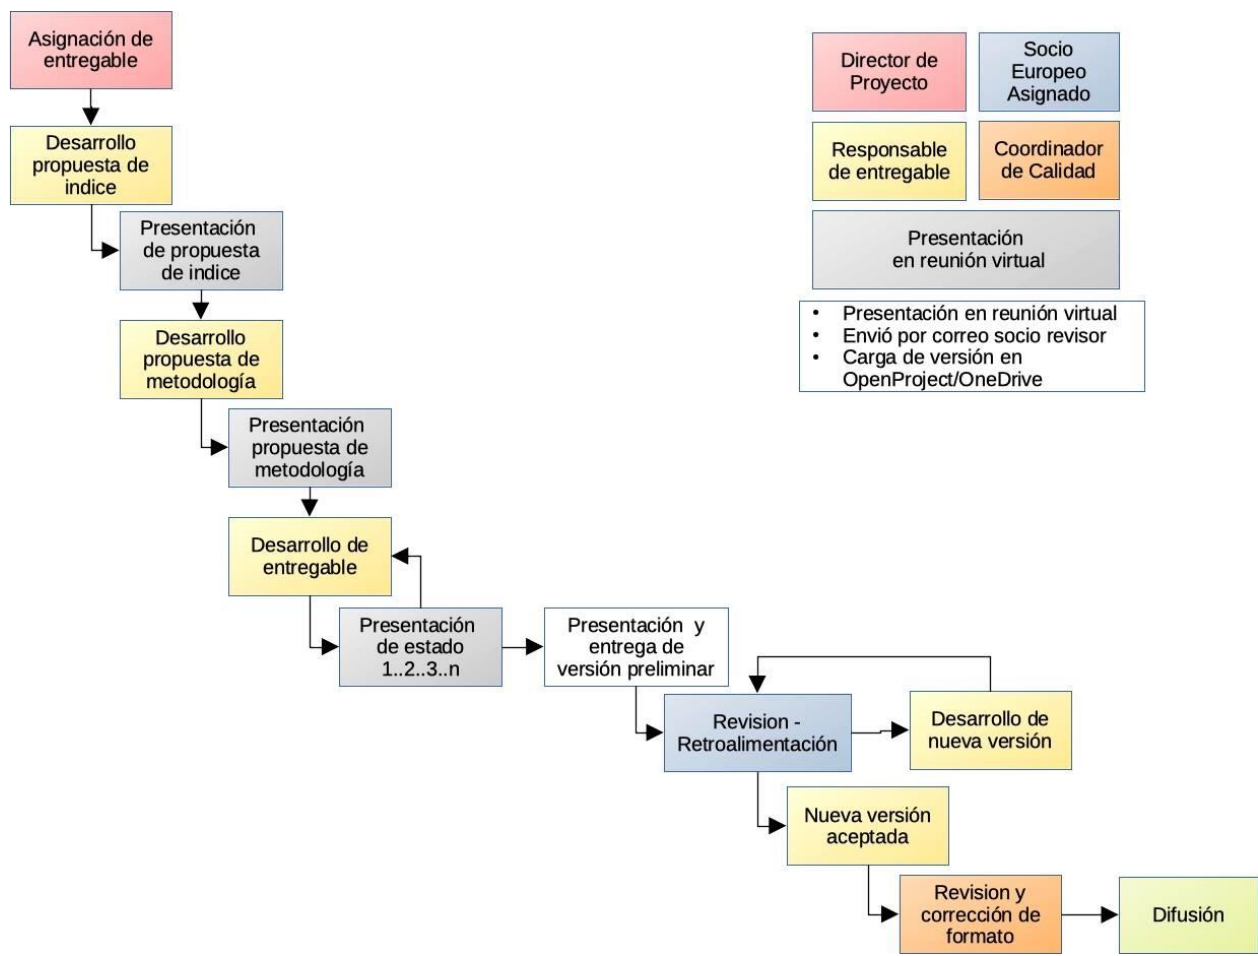 Asignación de
entregable
Desarrollo
propuesta de
indice
Presentación
de propuesta
de indice
Desarrollo
propuesta de
metodología
Presentación
propuesta de
metodología
Desarrollo de
entregable
Presentación
de estado
1..2..3..n
Presentación y
entrega de
versión preliminar
Revision -
Retroalimentación
Desarrollo de
nueva versión
Nueva versión
aceptada
Revision y
corrección de
formato
Difusión
Director de
Proyecto
Socio
Europeo
Asignado
Responsable
de entregable
Coordinador
de Calidad
Presentación
en reunión virtual
• Presentación en reunión virtual
• Envió por correo socio revisor
• Carga de versión en
OpenProject/OneDrive